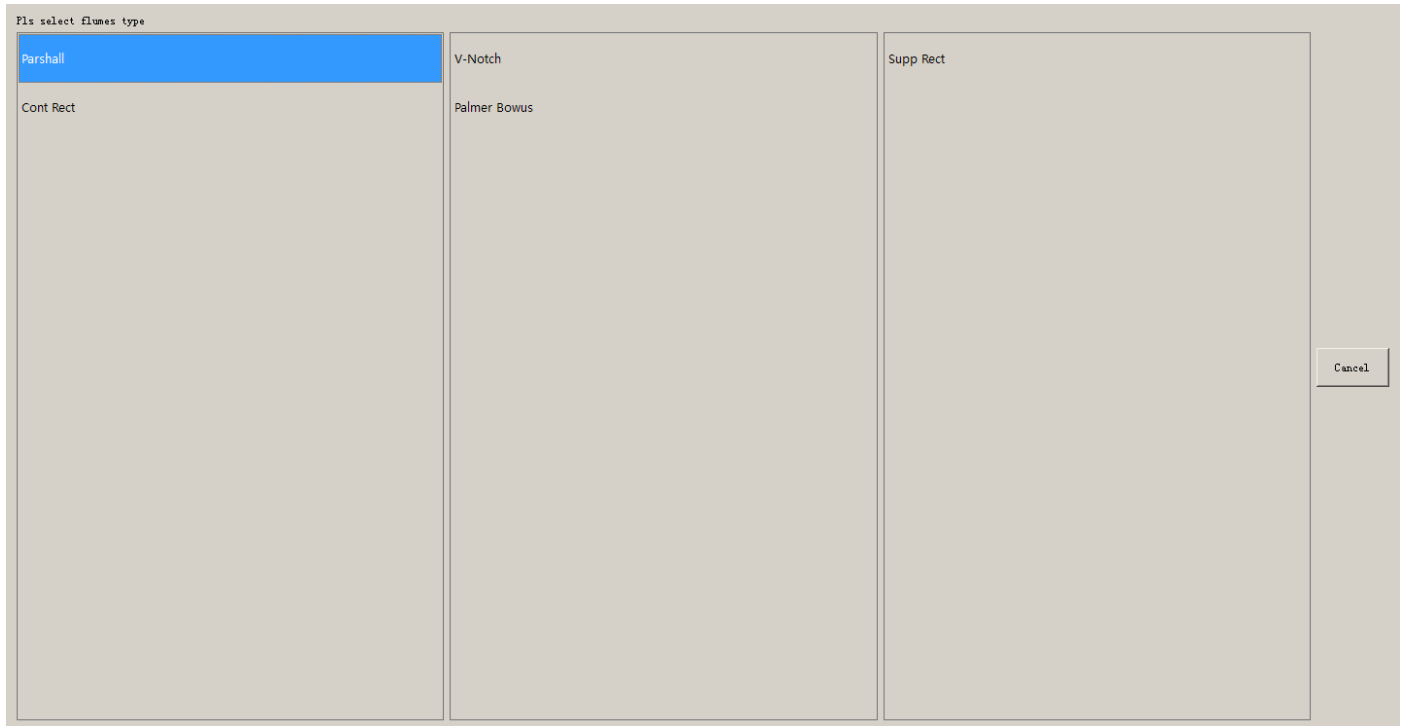 Pls select flumes type
Parshall
V-Notch
Supp Rect
Cont Rect
Palmer Bowus
Cancel